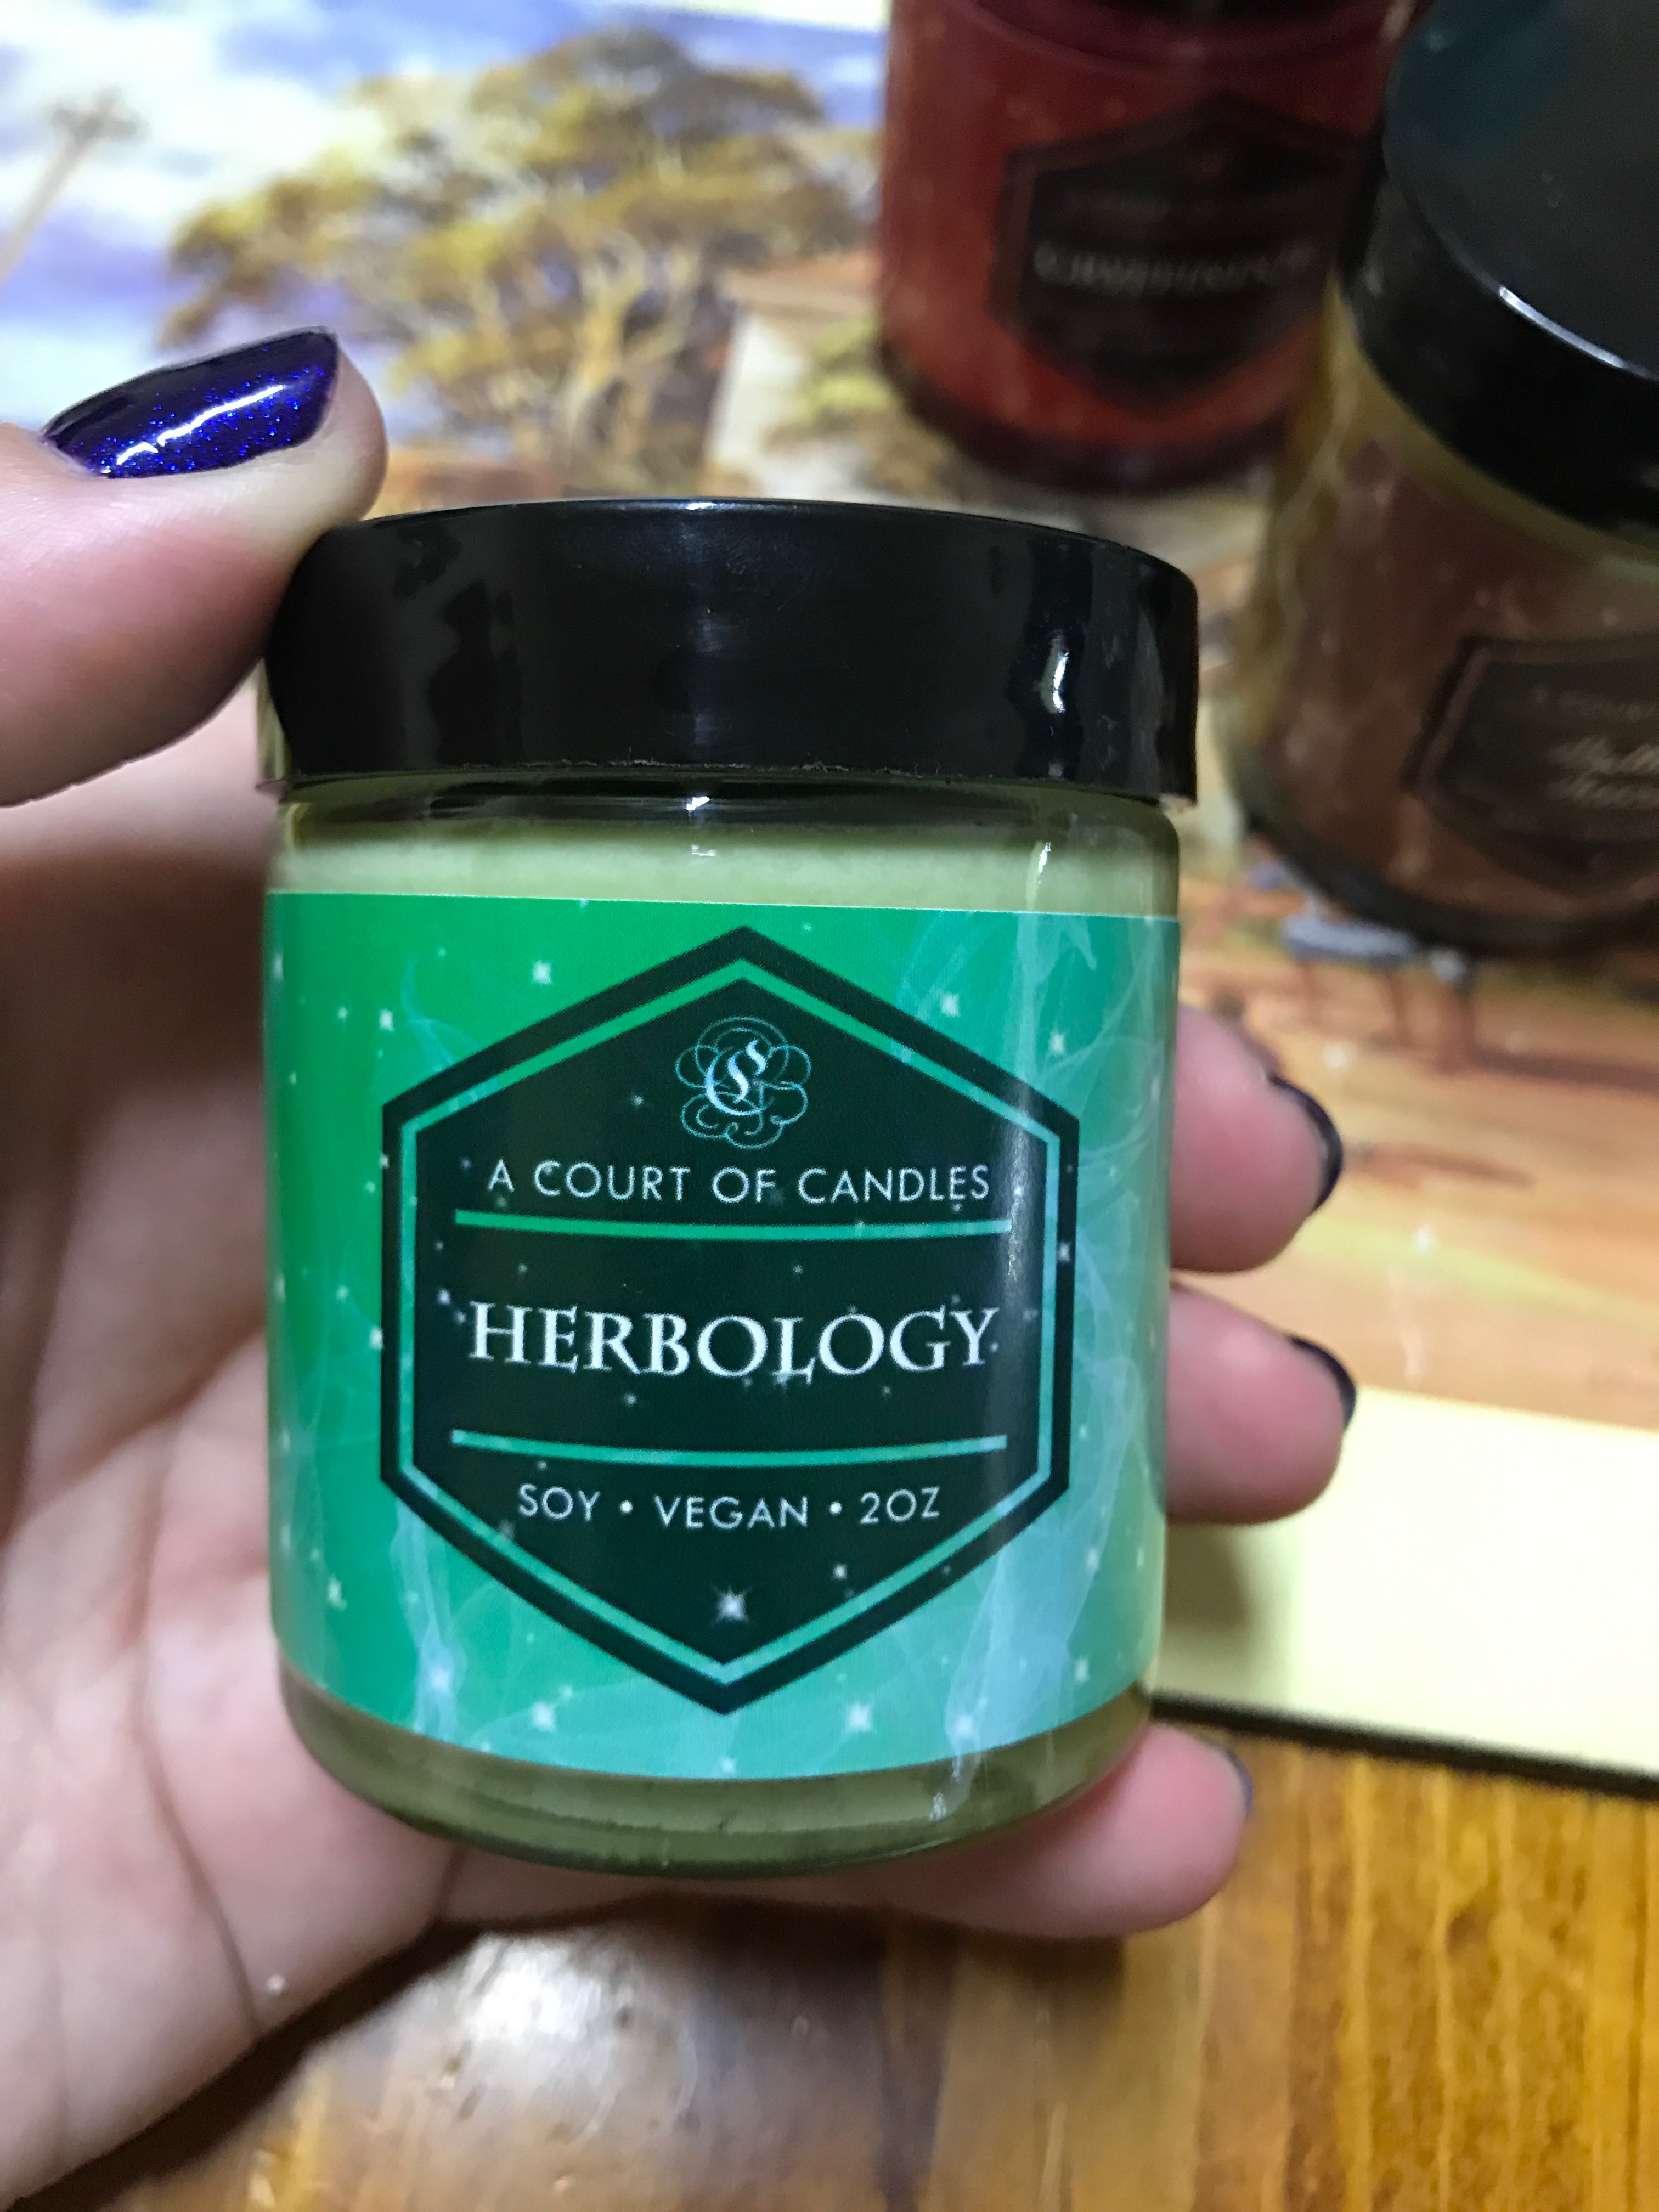 A COURT OF CANDLES
HERBOLOGY
SOY • VEGAN • 2OZ